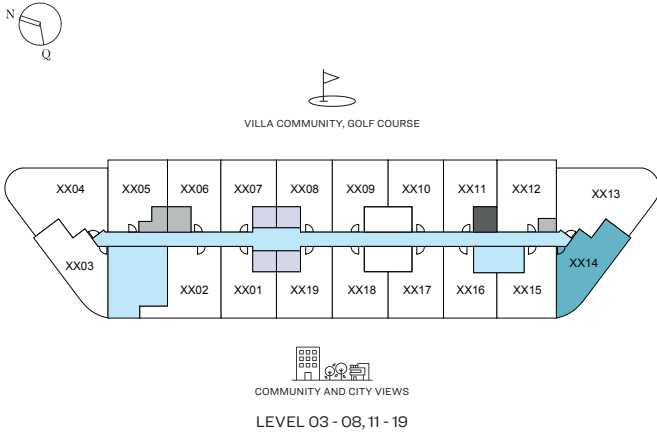 N
Q
VILLA COMMUNITY, GOLF COURSE
XX04 XX05 XX06 XX07 XX08 XX09 XX10 XX11 XX12 XX13
XX03 XX14
XX02 XX01 XX19 XX18 XX17 XX16 XX15
COMMUNITY AND CITY VIEWS
LEVEL 03 - 08, 11 - 19